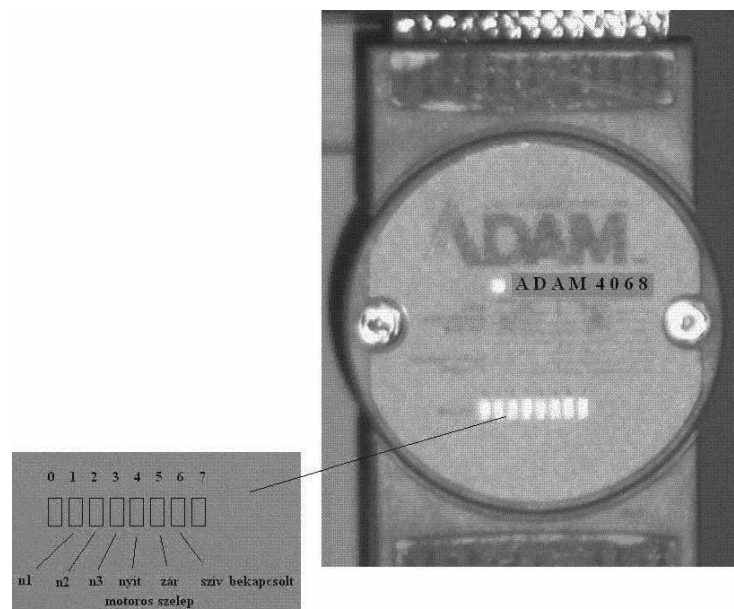 ADAM
ADAM 4068
0 1 2 3 4 5 6 7
n1 n2 n3 nyit zár szív bekapcsolt
motoros szelep